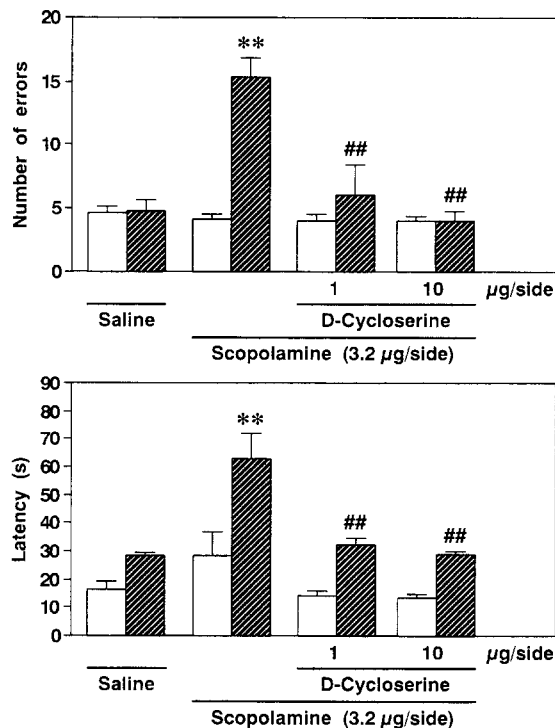 20
15
10
5
0
Number of errors
**
##
##
1 10 µg/side
Saline D-Cycloserine
Scopolamine (3.2 µg/side)
90
80
70
60
50
40
30
20
10
0
Latency (s)
**
##
##
1 10 µg/side
Saline D-Cycloserine
Scopolamine (3.2 µg/side)